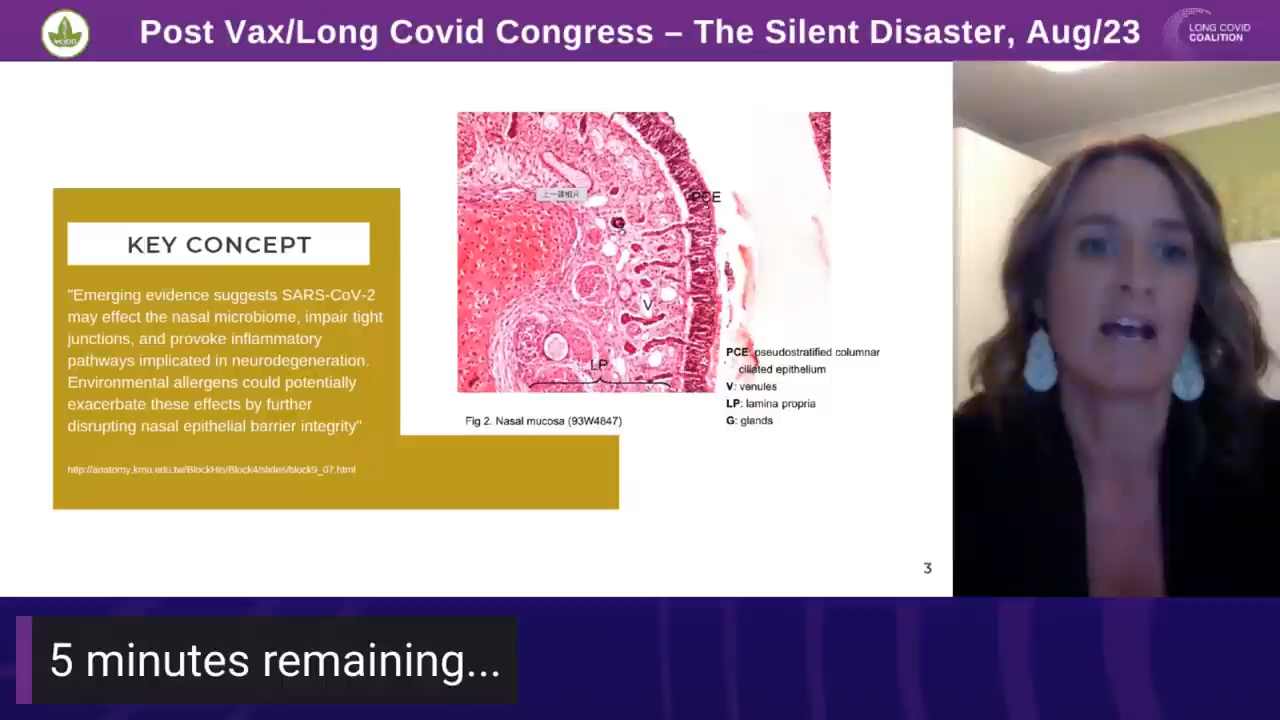 Post Vax/Long Covid Congress – The Silent Disaster, Aug/23
LONG COVID
COALITION
KEY CONCEPT
"Emerging evidence suggests SARS-CoV-2
may effect the nasal microbiome, impair tight
junctions, and provoke inflammatory
pathways implicated in neurodegeneration.
Environmental allergens could potentially
exacerbate these effects by further
disrupting nasal epithelial barrier integrity"
http://anatomy.kmu.edu.tw/BlockHis/Block4/slides/block9_07.html
PCE
G
V
LP
PCE: pseudostratified columnar
ciliated epithelium
V: venules
LP: lamina propria
G: glands
Fig 2. Nasal mucosa (93W4847)
3
5 minutes remaining...